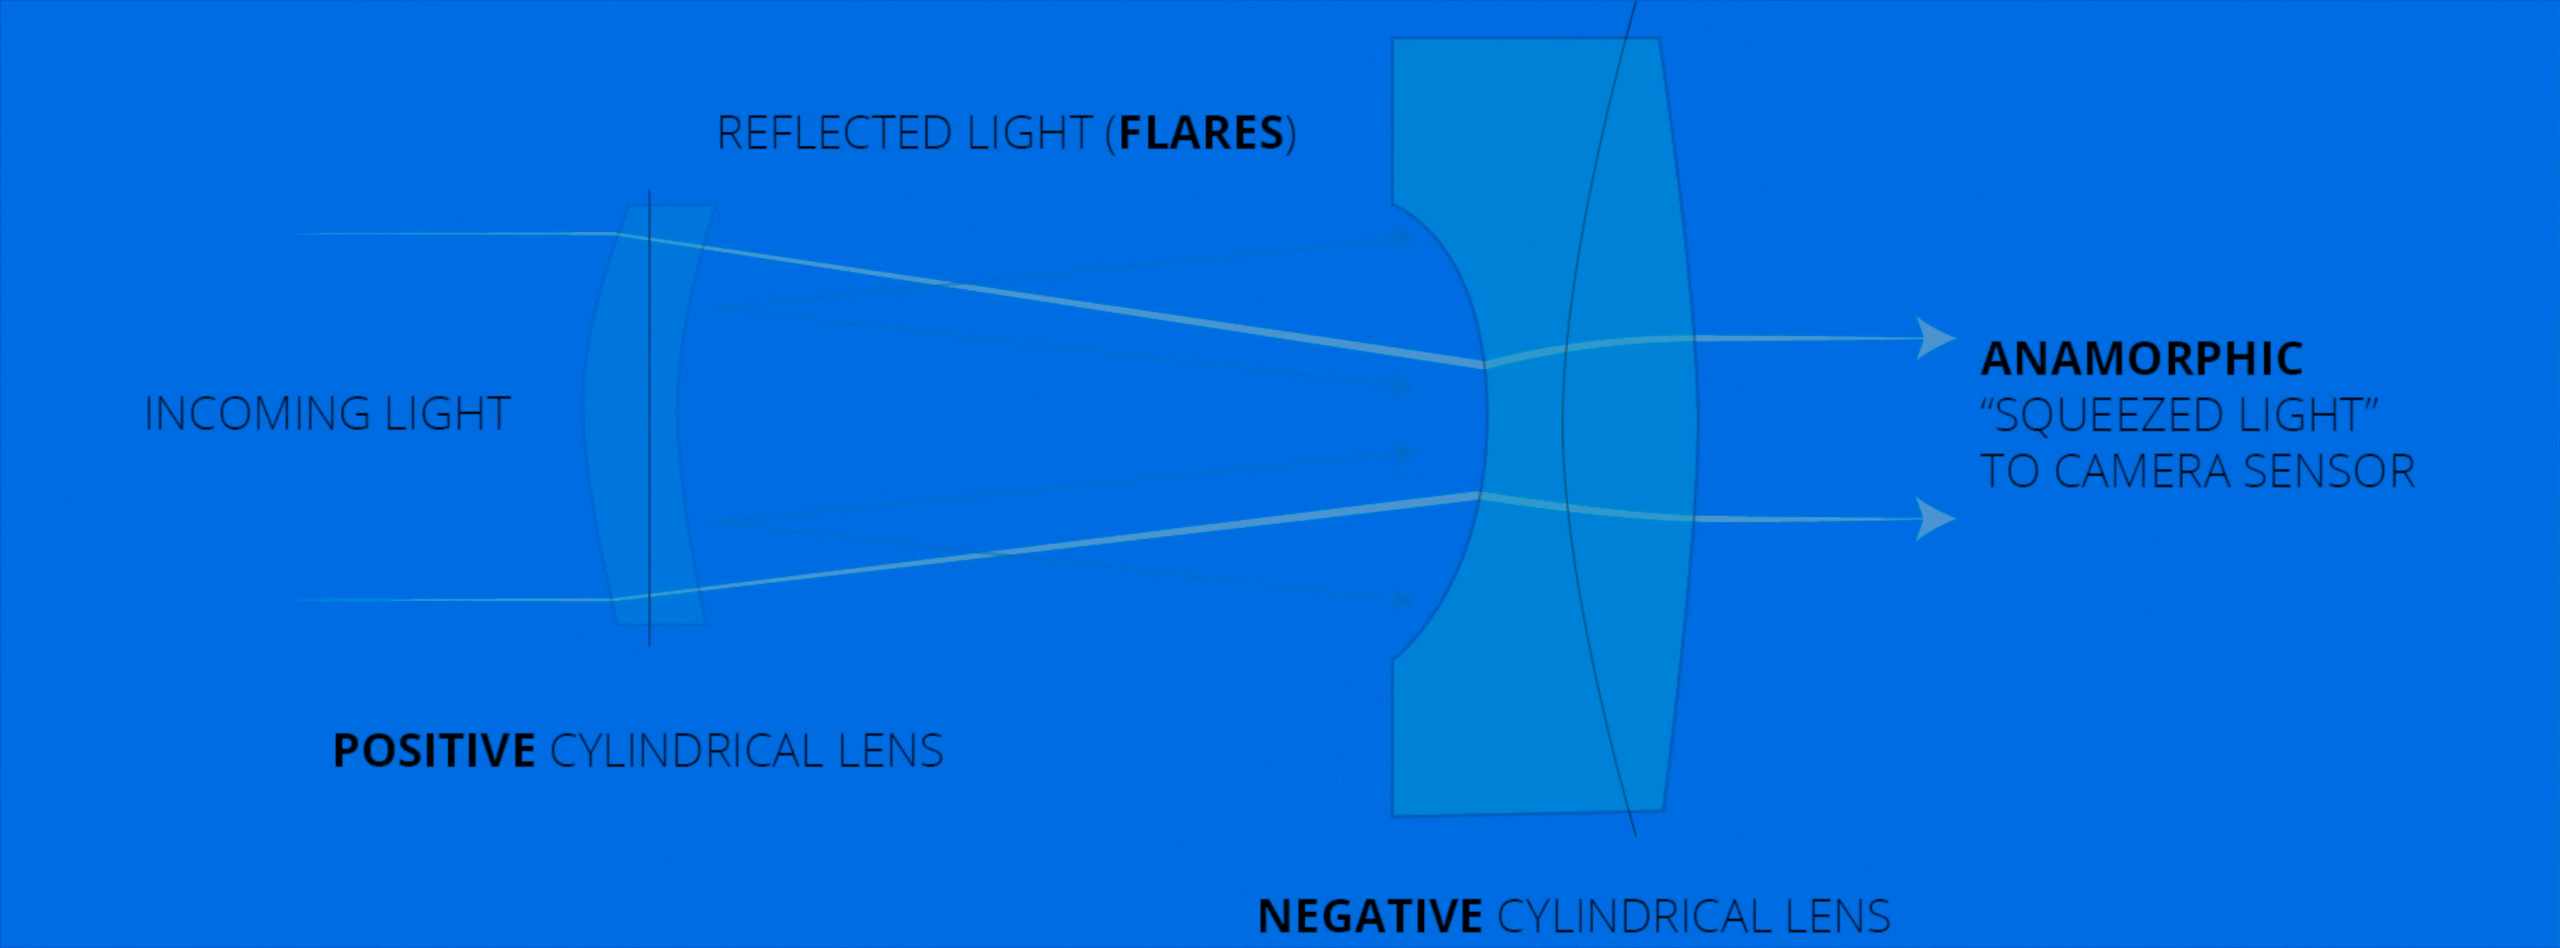 REFLECTED LIGHT (FLARES)
INCOMING LIGHT
ANAMORPHIC
“SQUEEZED LIGHT”
TO CAMERA SENSOR
POSITIVE CYLINDRICAL LENS
NEGATIVE CYLINDRICAL LENS